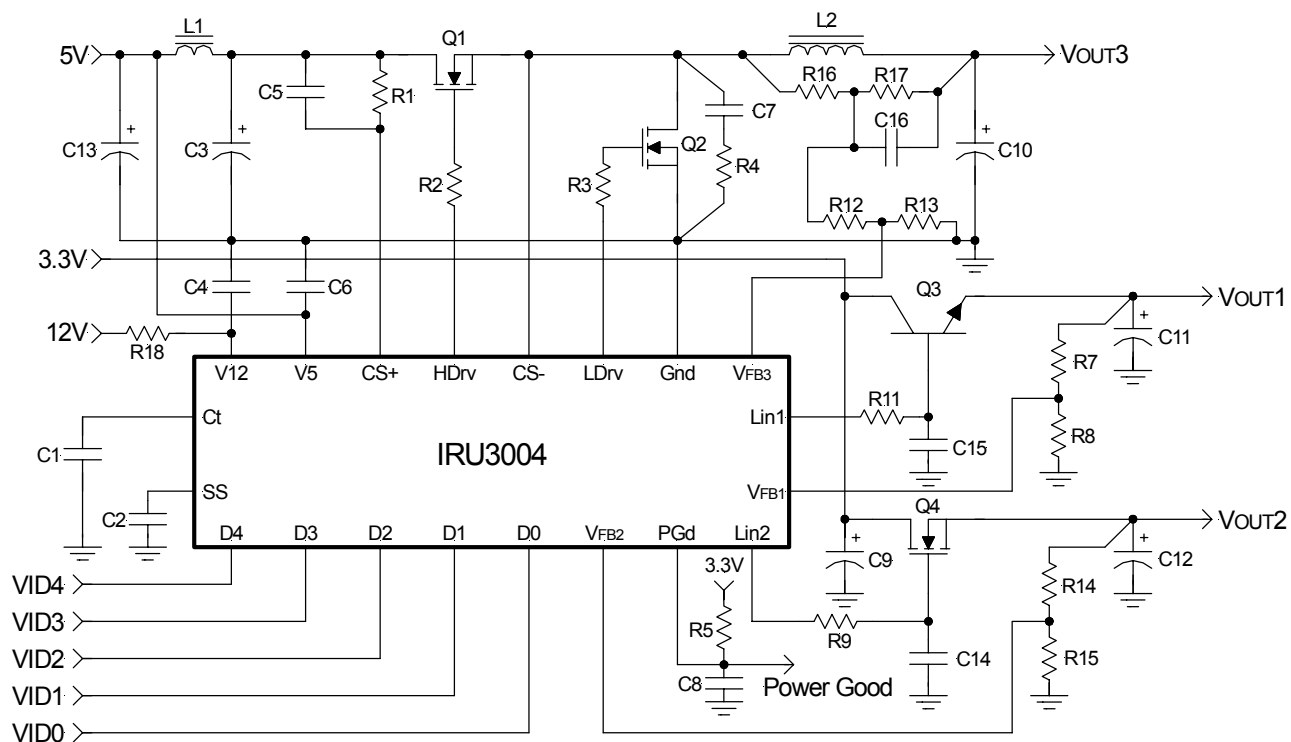 L1
Q1
L2
5V
VOUT3
R16
R17
C5
R1
C7
C16
C13
C3
Q2
C10
R2
R3
R4
R12
R13
3.3V
C4
C6
Q3
VOUT1
12V
R18
C11
R7
V12
V5
CS+
HDrv
CS-
LDrv
Gnd
VFB3
Ct
Lin1
R11
R8
C1
IRU3004
C15
SS
VFB1
C2
Q4
VOUT2
D4
D3
D2
D1
D0
VFB2
PGd
Lin2
C9
C12
3.3V
VID4
R14
VID3
R5
R9
VID2
C14
R15
C8
Power Good
VID1
VID0